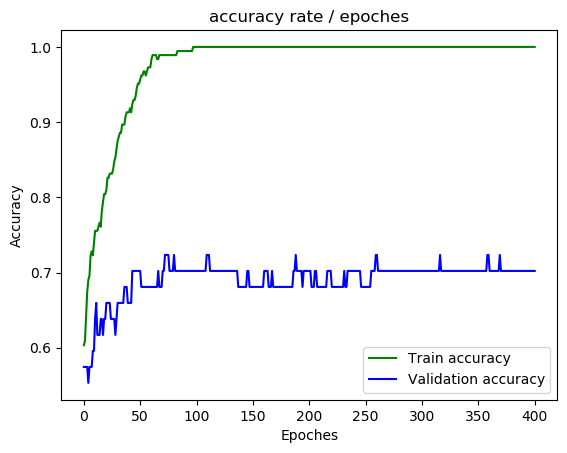 accuracy rate / epoches
1.0
0.9
0.8
0.7
0.6
Accuracy
0
50
100
150
200
250
300
350
400
Epoches
Train accuracy
Validation accuracy